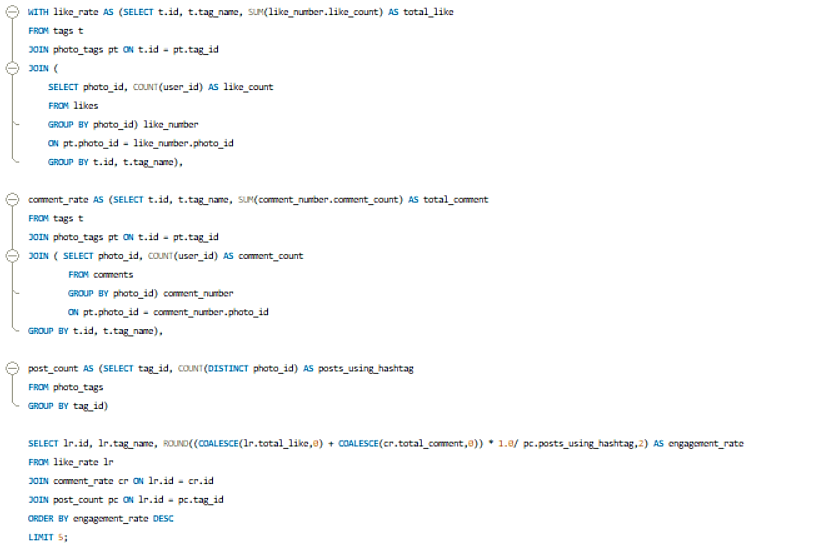 WITH like_rate AS (SELECT t.id, t.tag_name, SUM(like_number.like_count) AS total_like
FROM tags t
JOIN photo_tags pt ON t.id = pt.tag_id
JOIN (
SELECT photo_id, COUNT(user_id) AS like_count
FROM likes
GROUP BY photo_id) like_number
ON pt.photo_id = like_number.photo_id
GROUP BY t.id, t.tag_name),
comment_rate AS (SELECT t.id, t.tag_name, SUM(comment_number.comment_count) AS total_comment
FROM tags t
JOIN photo_tags pt ON t.id = pt.tag_id
JOIN ( SELECT photo_id, COUNT(user_id) AS comment_count
FROM comments
GROUP BY photo_id) comment_number
ON pt.photo_id = comment_number.photo_id
GROUP BY t.id, t.tag_name),
post_count AS (SELECT tag_id, COUNT(DISTINCT photo_id) AS posts_using_hashtag
FROM photo_tags
GROUP BY tag_id)
SELECT lr.id, lr.tag_name, ROUND((COALESCE(lr.total_like,0) + COALESCE(cr.total_comment,0)) * 1.0/ pc.posts_using_hashtag,2) AS engagement_rate
FROM like_rate lr
JOIN comment_rate cr ON lr.id = cr.id
JOIN post_count pc ON lr.id = pc.tag_id
ORDER BY engagement_rate DESC
LIMIT 5;